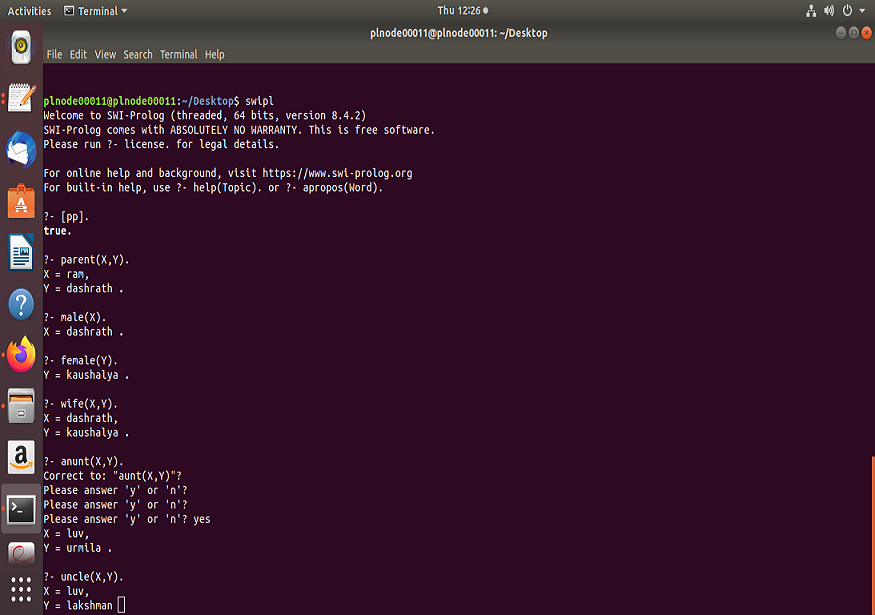 Activities Terminal Thu 12:26
plnode00011@plnode00011: ~/Desktop
File Edit View Search Terminal Help
plnode00011@plnode00011:~/Desktop$ swipl
Welcome to SWI-Prolog (threaded, 64 bits, version 8.4.2)
SWI-Prolog comes with ABSOLUTELY NO WARRANTY. This is free software.
Please run ?- license. for legal details.
For online help and background, visit https://www.swi-prolog.org
For built-in help, use ?- help(Topic). or ?- apropos(Word).
?- [pp].
true.
?- parent(X,Y).
X = ram,
Y = dashrath .
?- male(X).
X = dashrath .
?- female(Y).
Y = kaushalya .
?- wife(X,Y).
X = dashrath,
Y = kaushalya .
?- anunt(X,Y).
Correct to: "aunt(X,Y)"?
Please answer 'y' or 'n'?
Please answer 'y' or 'n'?
Please answer 'y' or 'n'? yes
X = luv,
Y = urmila .
?- uncle(X,Y).
X = luv,
Y = lakshman